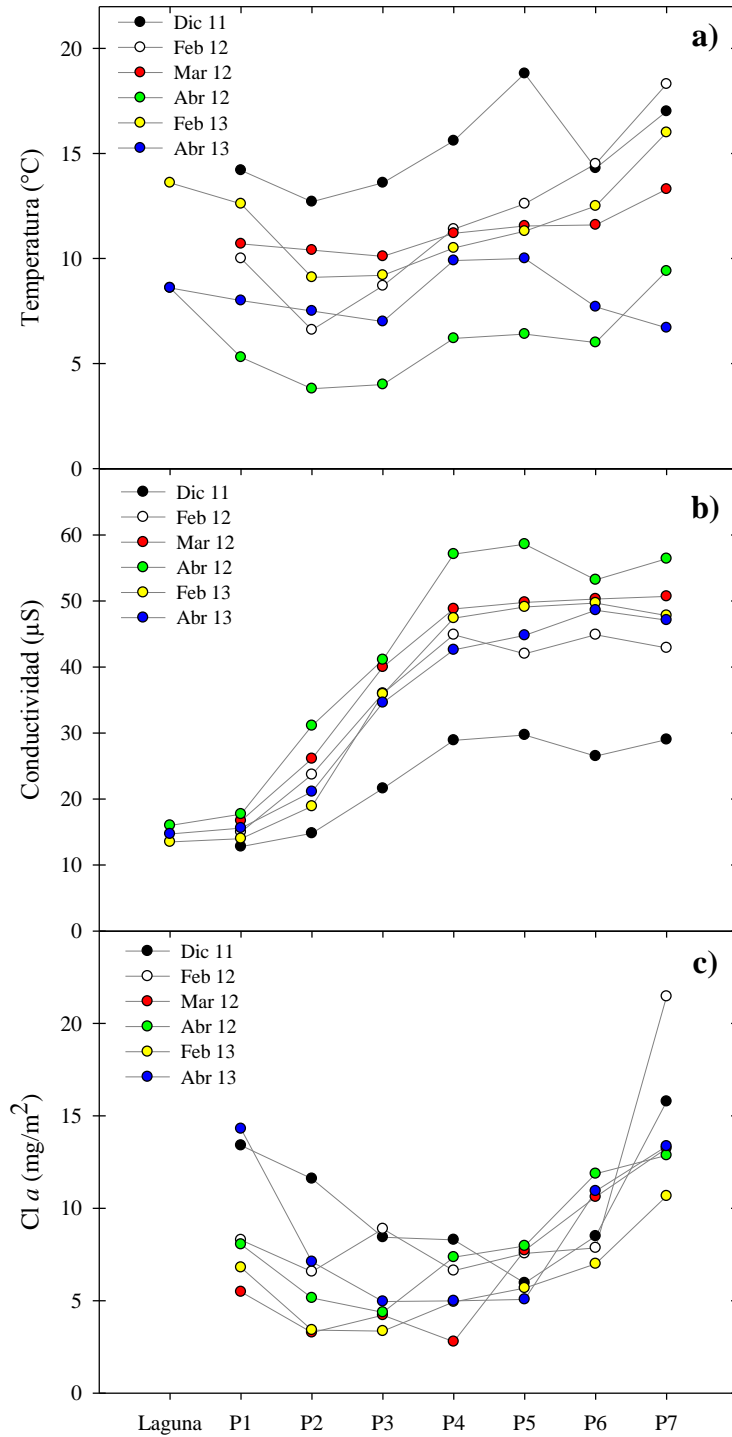 a)
Dic 11
Feb 12
Mar 12
Abr 12
Feb 13
Abr 13
Temperatura (°C)
20
15
10
5
0
b)
Dic 11
Feb 12
Mar 12
Abr 12
Feb 13
Abr 13
Conductividad (µS)
60
50
40
30
20
10
0
c)
Dic 11
Feb 12
Mar 12
Abr 12
Feb 13
Abr 13
Cl a (mg/m²)
20
15
10
5
0
Laguna P1 P2 P3 P4 P5 P6 P7